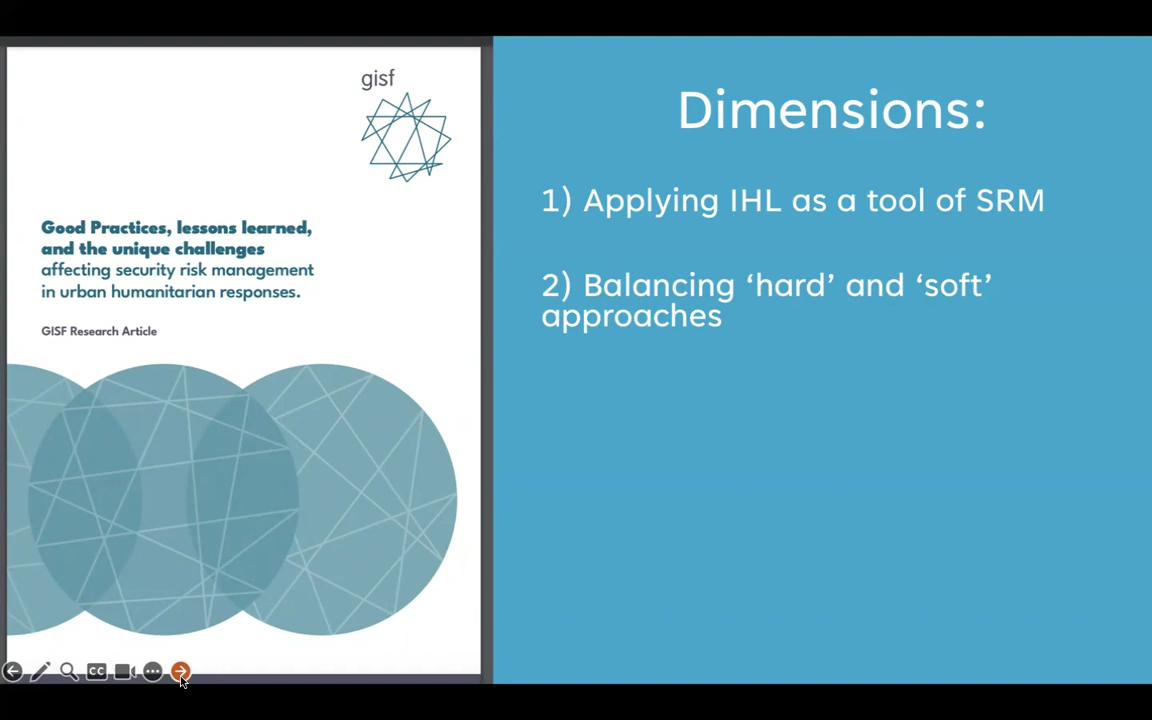 gisf
Good Practices, lessons learned,
and the unique challenges
affecting security risk management
in urban humanitarian responses.
GISF Research Article
Dimensions:
1) Applying IHL as a tool of SRM
2) Balancing ‘hard’ and ‘soft’
approaches
CC